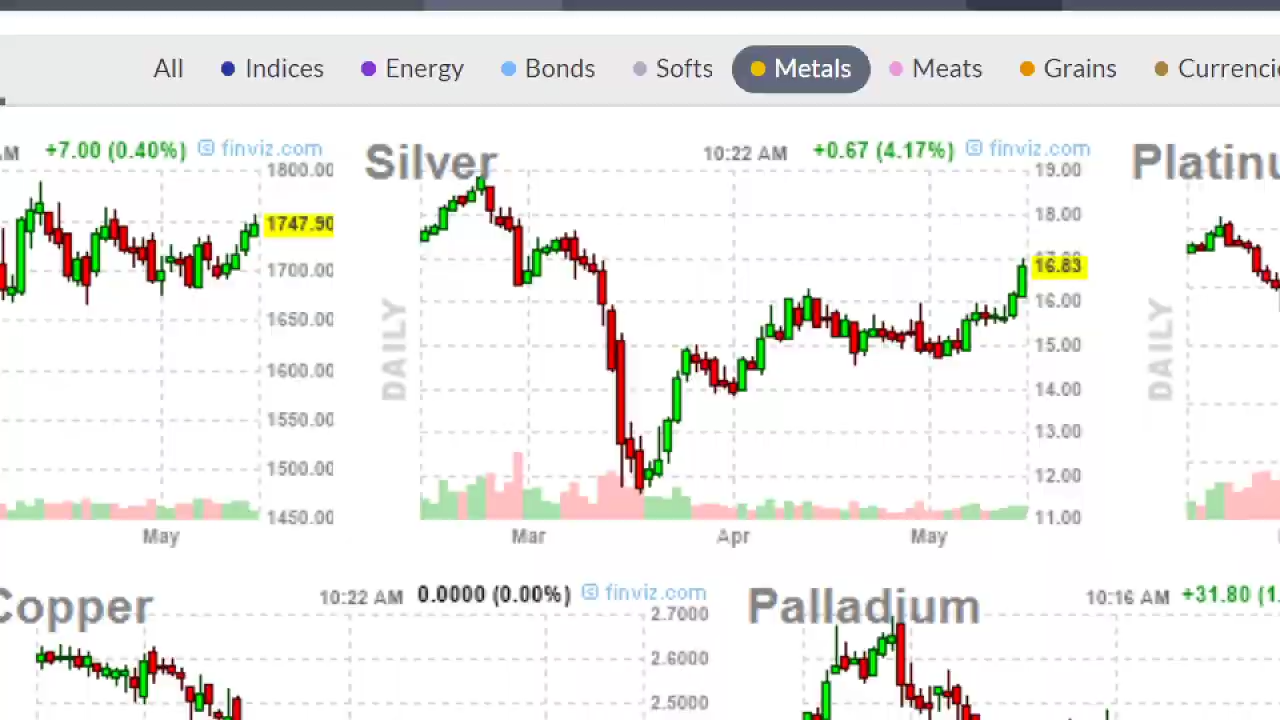 All Indices Energy Bonds Softs Metals Meats Grains Currencie
AM +7.00 (0.40%) finviz.com
1800.00
1747.90
1700.00
1650.00
1600.00
1550.00
1500.00
1450.00
May
Silver 10:22 AM +0.67 (4.17%) finviz.com
19.00
18.00
16.83
16.00
15.00
14.00
13.00
12.00
11.00
DAILY
Mar Apr May
Platinu
DAILY
Copper 10:22 AM 0.0000 (0.00%) finviz.com
2.7000
2.6000
2.5000
Palladium 10:16 AM +31.80 (1.